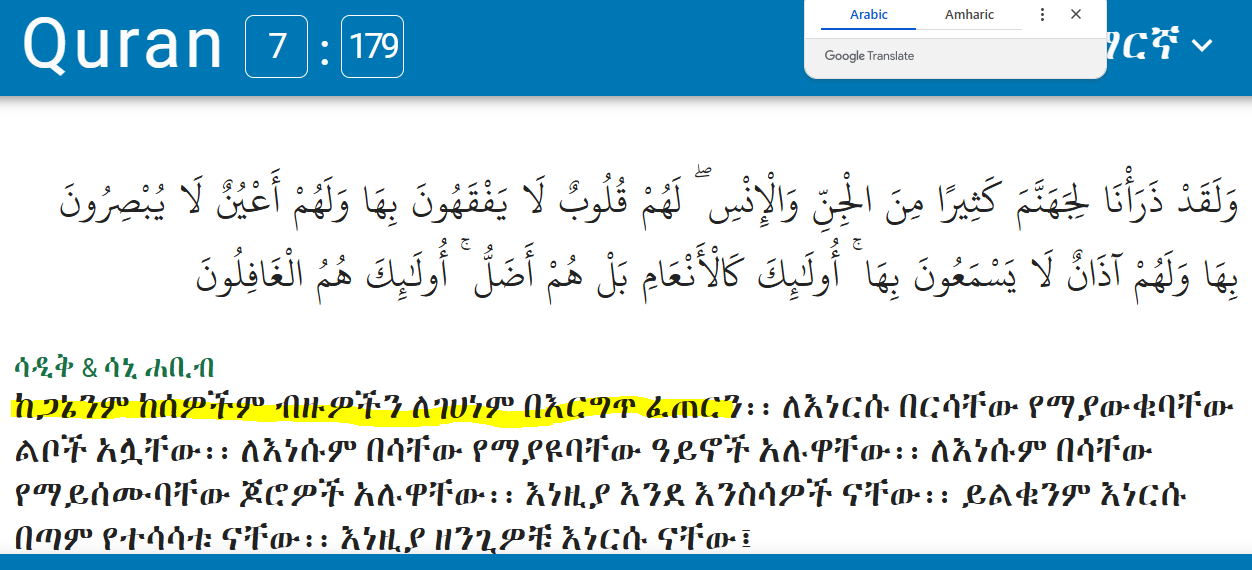 Quran 7 : 179
Arabic Amharic
Google Translate
ርኛ
وَلَقَدْ ذَرَأْنَا لِجَهَنَّمَ كَثِيرًا مِنَ الْجِنِّ وَالْإِنْسِ ۖ لَهُمْ قُلُوبٌ لَا يَفْقَهُونَ بِهَا وَلَهُمْ أَعْيُنٌ لَا يُبْصِرُونَ
بِهَا وَلَهُمْ آذَانٌ لَا يَسْمَعُونَ بِهَا ۚ أُولَٰئِكَ كَالْأَنْعَامِ بَلْ هُمْ أَضَلُّ ۚ أُولَٰئِكَ هُمُ الْغَافِلُونَ
ሳዲቅ & ሳኒ ሐቢብ
ከጋኔንም ከሰዎችም ብዙዎችን ለገሀነም በእርግጥ ፈጠርን፡፡ ለእነርሱ በርሳቸው የማያውቁባቸው
ልቦች አሏቸው፡፡ ለእነሱም በሳቸው የማያዩባቸው ዓይኖች አሉዋቸው፡፡ ለእነሱም በሳቸው
የማይሰሙባቸው ጆሮዎች አሉዋቸው፡፡ እነዚያ እንደ እንስሳዎች ናቸው፡፡ ይልቁንም እነርሱ
በጣም የተሳሳቱ ናቸው፡፡ እነዚያ ዘንጊዎቹ እነርሱ ናቸው፤